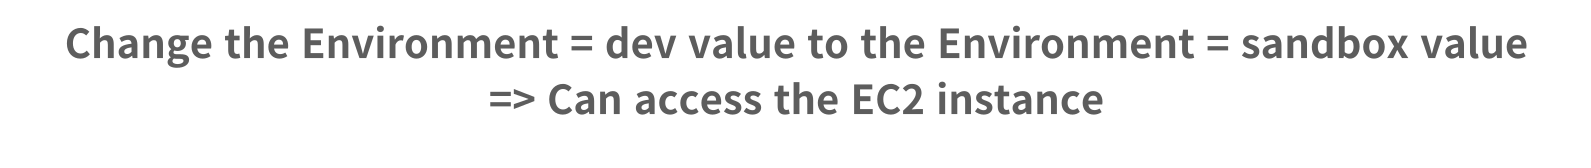 Change the Environment = dev value to the Environment = sandbox value
=> Can access the EC2 instance